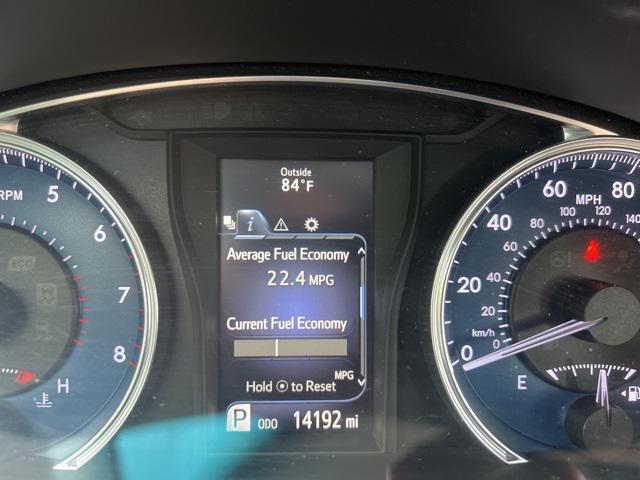 Outside
84°F
i
Average Fuel Economy
22.4 MPG
Current Fuel Economy
MPG
Hold ⦿ to Reset
P ODO 14192 mi
RPM
5
6
7
8
ECO
H
MPH
0
20
40
60
80
km/h
0
20
40
60
80
100
120
140
E